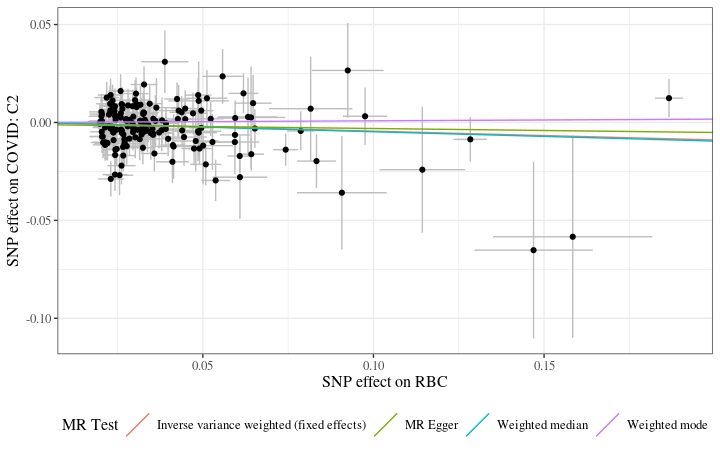 0.05
0.00
-0.05
-0.10
SNP effect on COVID: C2
0.05 0.10 0.15
SNP effect on RBC
MR Test Inverse variance weighted (fixed effects) MR Egger Weighted median Weighted mode